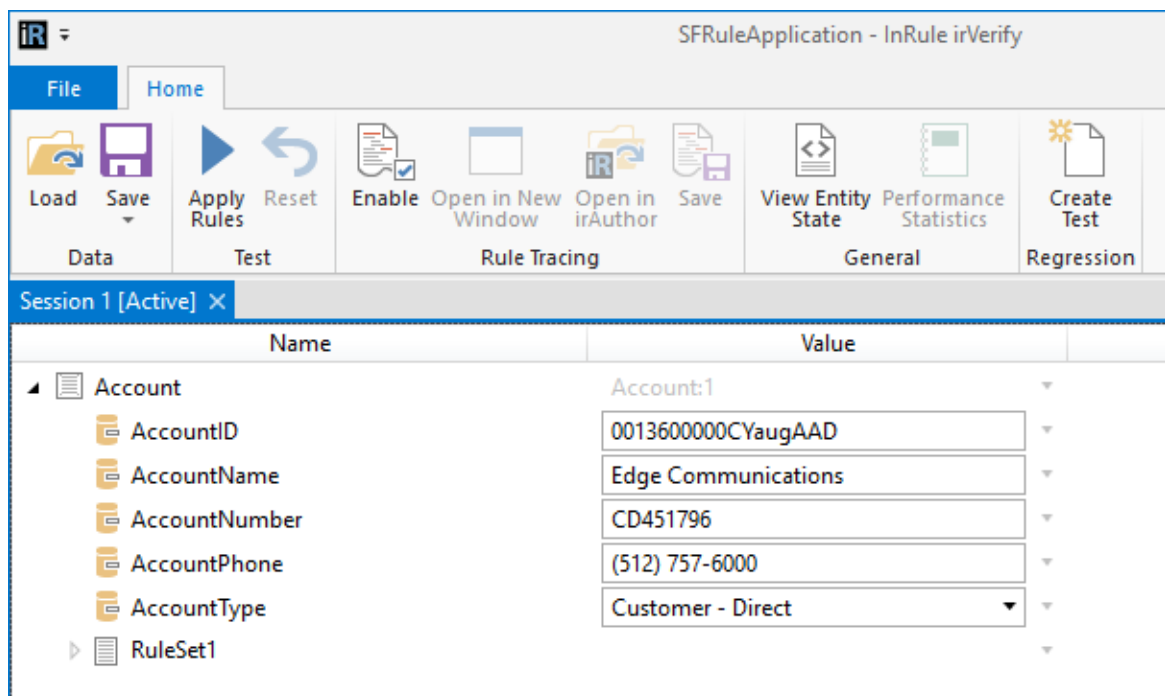 iR
SFRuleApplication - InRule irVerify
File Home
Load Save Apply Rules Reset Enable Open in New Window Open in irAuthor Save View Entity State Performance Statistics Create Test
Data Test Rule Tracing General Regression
Session 1 [Active]
Name Value
Account Account:1
AccountID 0013600000CYaugAAD
AccountName Edge Communications
AccountNumber CD451796
AccountPhone (512) 757-6000
AccountType Customer - Direct
RuleSet1